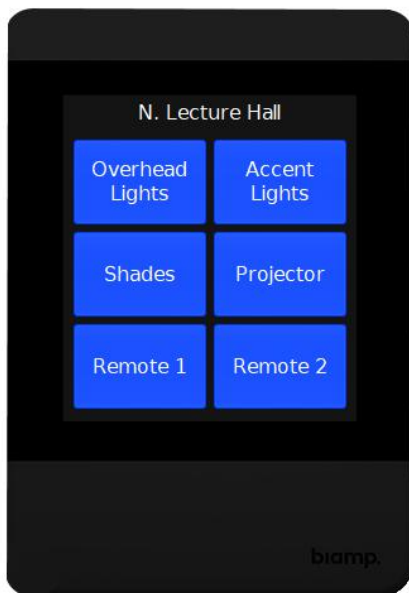 N. Lecture Hall
Overhead
Lights
Accent
Lights
Shades
Projector
Remote 1
Remote 2
biamp.